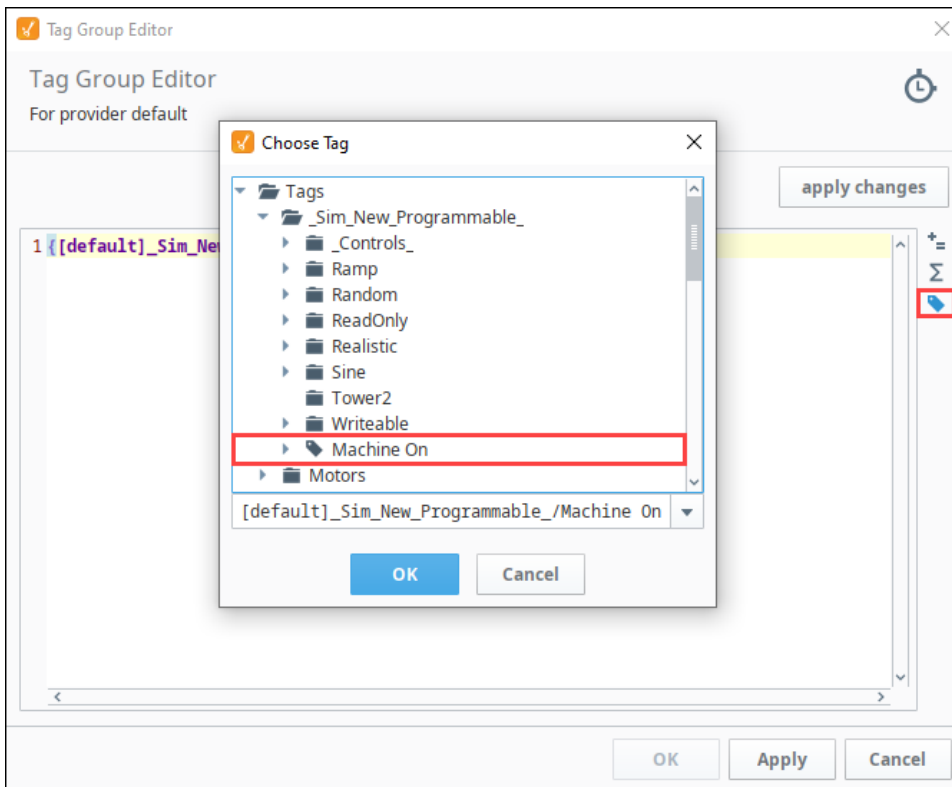 Tag Group Editor
Tag Group Editor
For provider default
Choose Tag
apply changes
Tags
_Sim_New_Programmable_
_Controls_
Ramp
Random
ReadOnly
Realistic
Sine
Tower2
Writeable
Machine On
Motors
[default]_Sim_New_Programmable_/Machine On
OK Cancel
1 {[default]_Sim_Ne
OK Apply Cancel